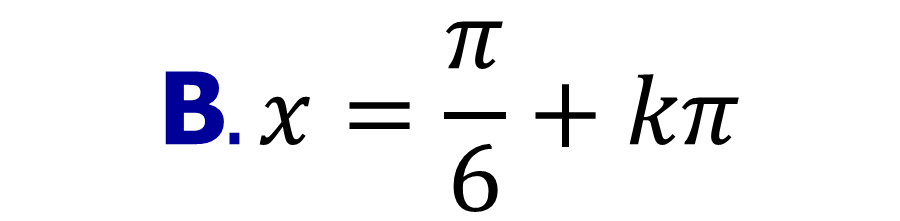 B. x = π/6 + kπ